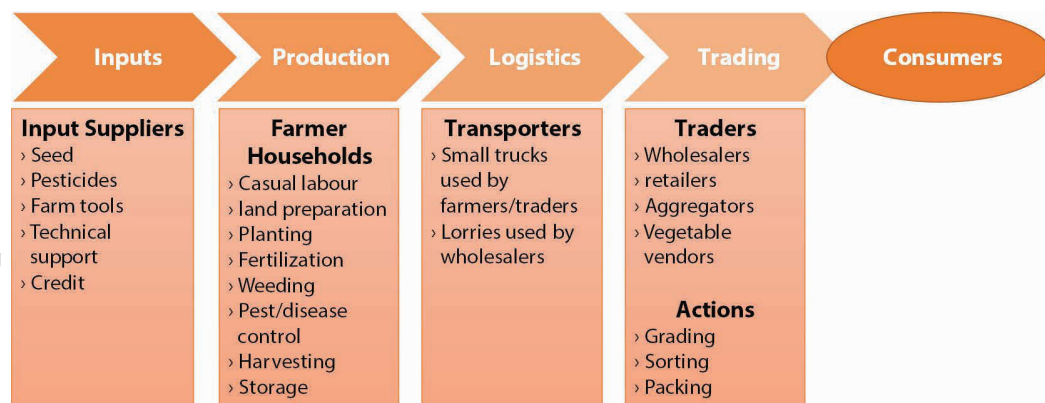 Inputs
Production
Logistics
Trading
Consumers
Input Suppliers
› Seed
› Pesticides
› Farm tools
› Technical
support
› Credit
Farmer
Households
› Casual labour
› land preparation
› Planting
› Fertilization
› Weeding
› Pest/disease
control
› Harvesting
› Storage
Transporters
› Small trucks
used by
farmers/traders
› Lorries used by
wholesalers
Traders
› Wholesalers
› retailers
› Aggregators
› Vegetable
vendors
Actions
› Grading
› Sorting
› Packing